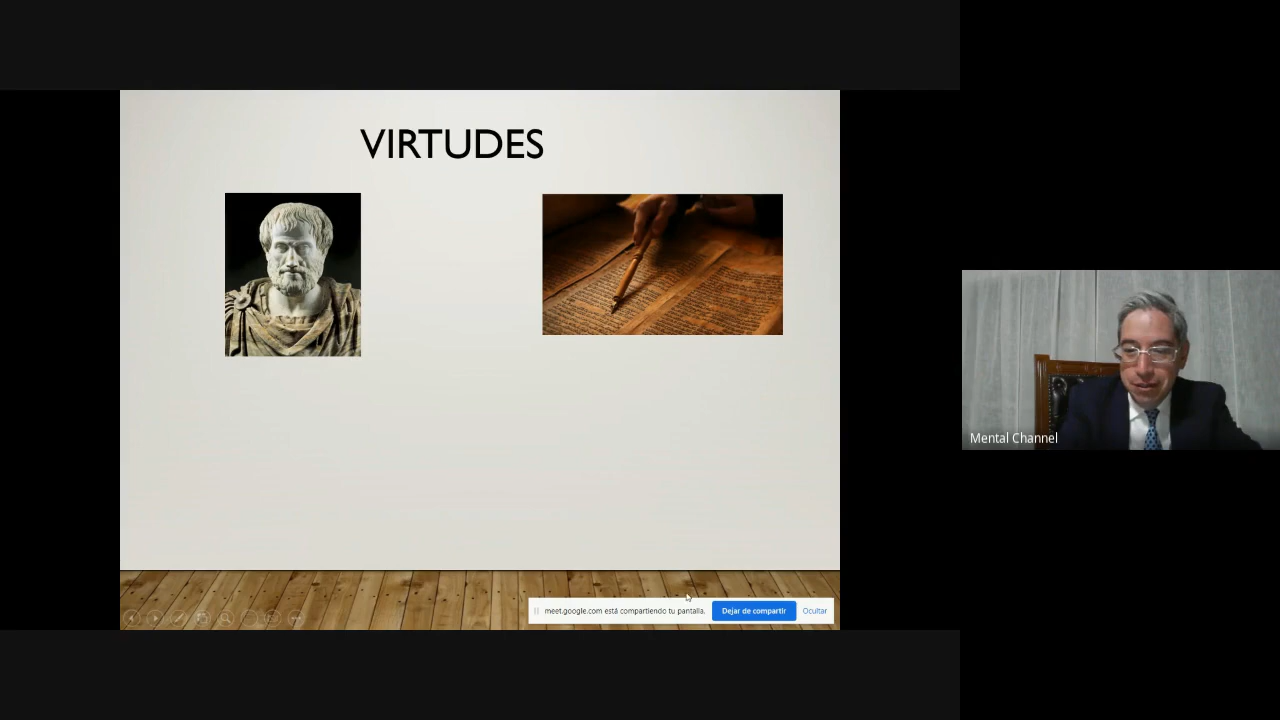 VIRTUDES
Mental Channel
meet.google.com está compartiendo tu pantalla.
Dejar de compartir
Ocultar